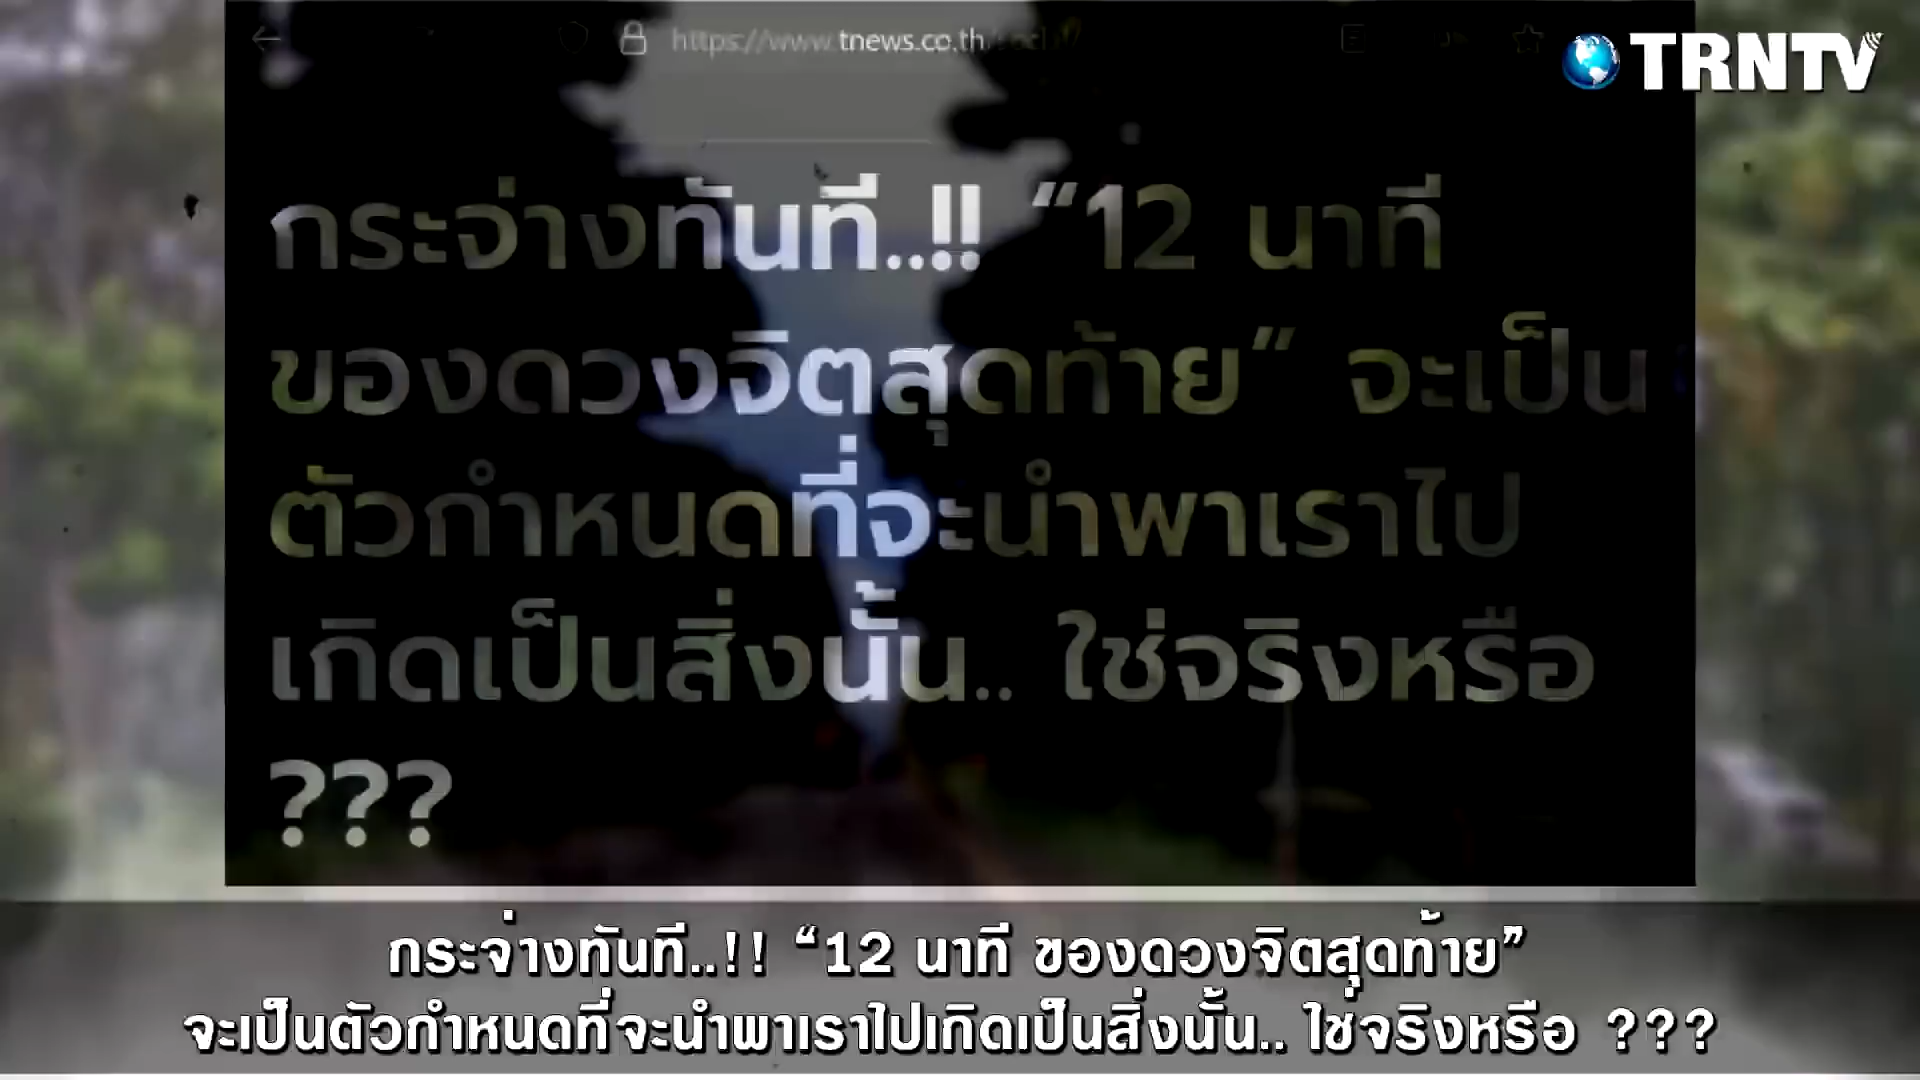 https://www.tnews.co.th
TRNTV
กระจ่างทันที..!! “12 นาที
ของดวงจิตสุดท้าย” จะเป็น
ตัวกำหนดที่จะนำพาเราไป
เกิดเป็นสิ่งนั้น.. ใช่จริงหรือ
???
กระจ่างทันที..!! “12 นาที ของดวงจิตสุดท้าย”
จะเป็นตัวกำหนดที่จะนำพาเราไปเกิดเป็นสิ่งนั้น.. ใช่จริงหรือ ???